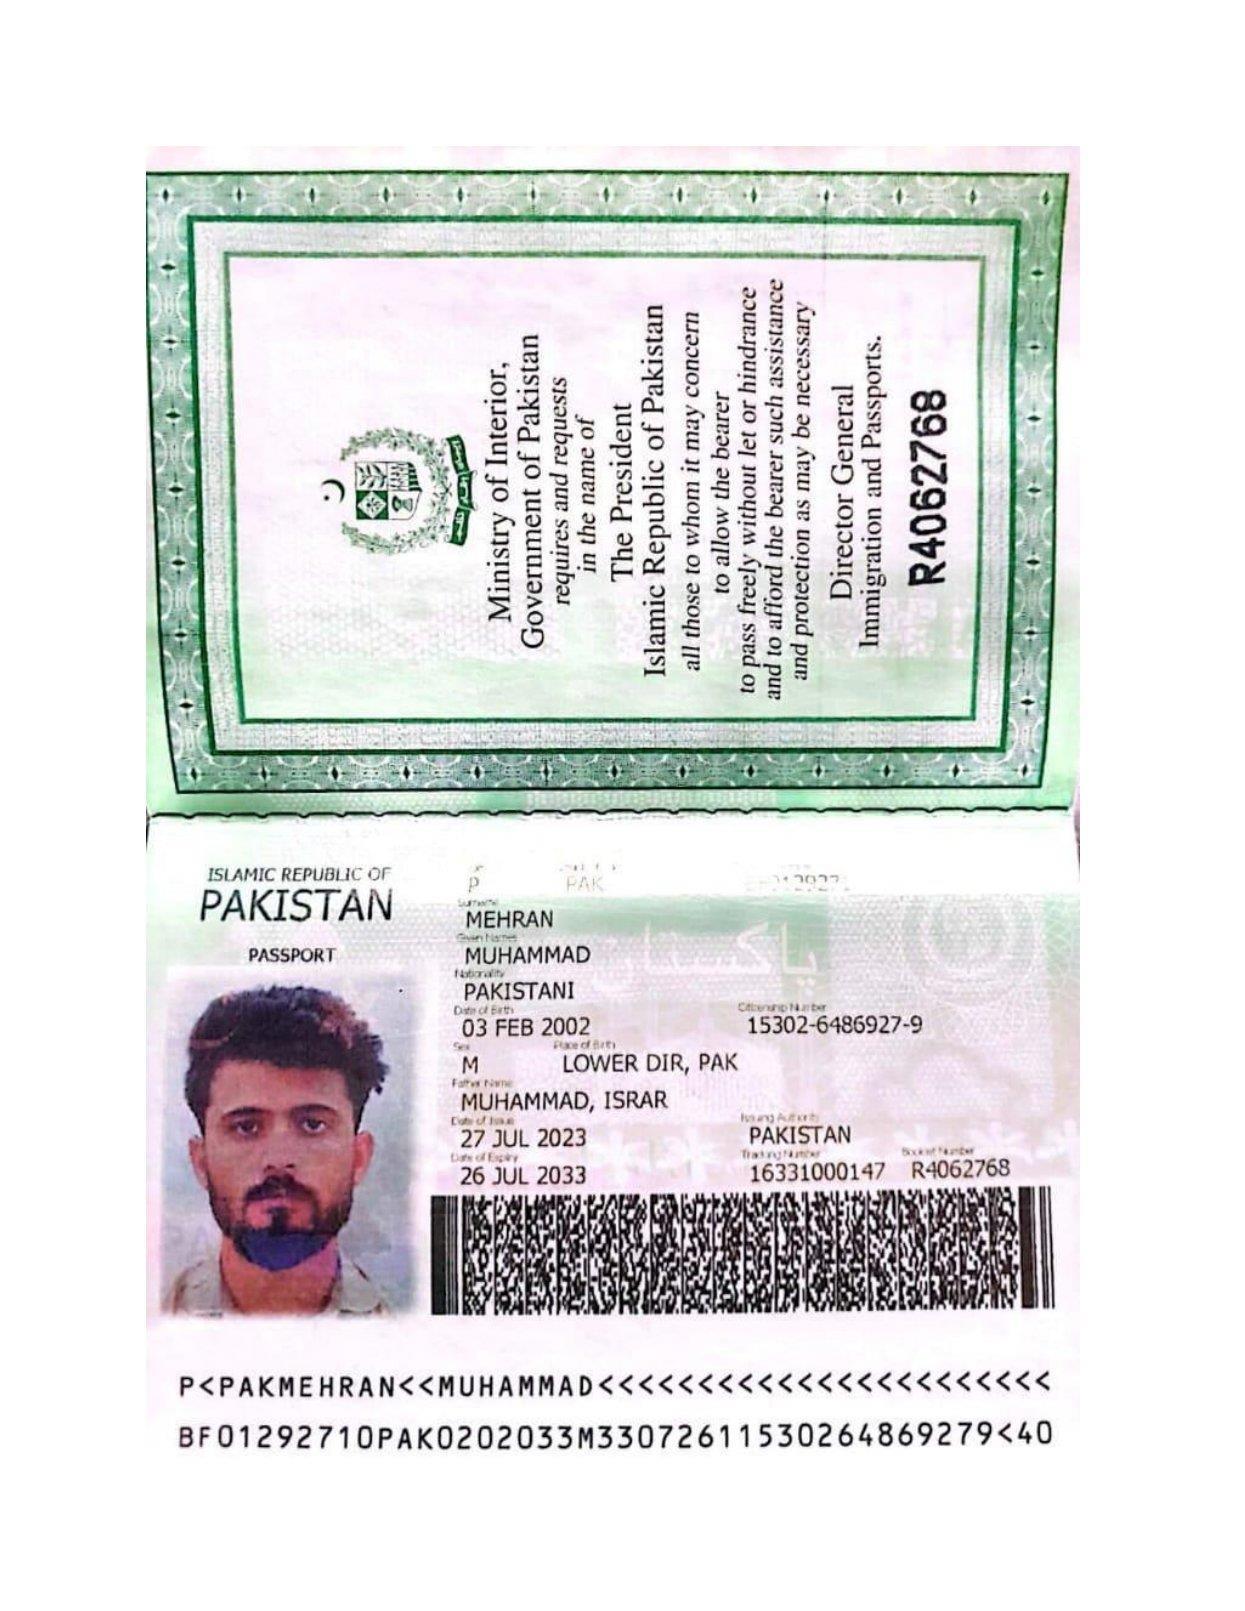 Ministry of Interior,
Government of Pakistan
requires and requests
in the name of
The President
Islamic Republic of Pakistan
all those to whom it may concern
to allow the bearer
to pass freely without let or hindrance
and to afford the bearer such assistance
and protection as may be necessary
Director General
Immigration and Passports.
R4062768
ISLAMIC REPUBLIC OF
PAKISTAN
PASSPORT
P PAK
Surname
MEHRAN
Given Names
MUHAMMAD
Nationality
PAKISTANI
Date of Birth Citizenship Number
03 FEB 2002 15302-6486927-9
Sex Place of Birth
M LOWER DIR, PAK
Father Name
MUHAMMAD, ISRAR
Date of Issue Issuing Authority
27 JUL 2023 PAKISTAN
Date of Expiry Tracking Number Booklet Number
26 JUL 2033 16331000147 R4062768
پاکستان
P<PAKMEHRAN<<MUHAMMAD<<<<<<<<<<<<<<<<<<<<<<<
BF01292710PAK0202033M33072611530264869279<40